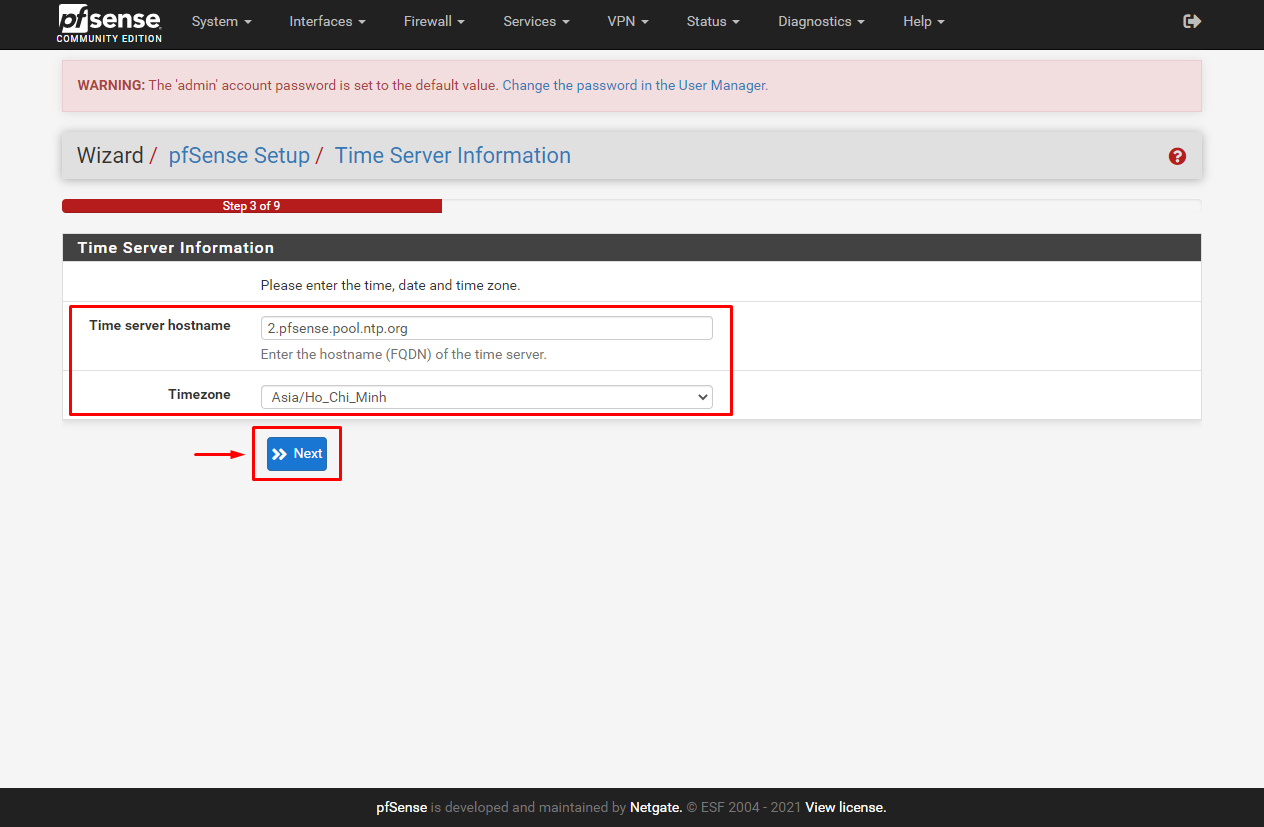 pfsense
COMMUNITY EDITION
System Interfaces Firewall Services VPN Status Diagnostics Help
WARNING: The 'admin' account password is set to the default value. Change the password in the User Manager.
Wizard / pfSense Setup / Time Server Information
Step 3 of 9
Time Server Information
Please enter the time, date and time zone.
Time server hostname 2.pfsense.pool.ntp.org
Enter the hostname (FQDN) of the time server.
Timezone Asia/Ho_Chi_Minh
Next
pfSense is developed and maintained by Netgate. © ESF 2004 - 2021 View license.